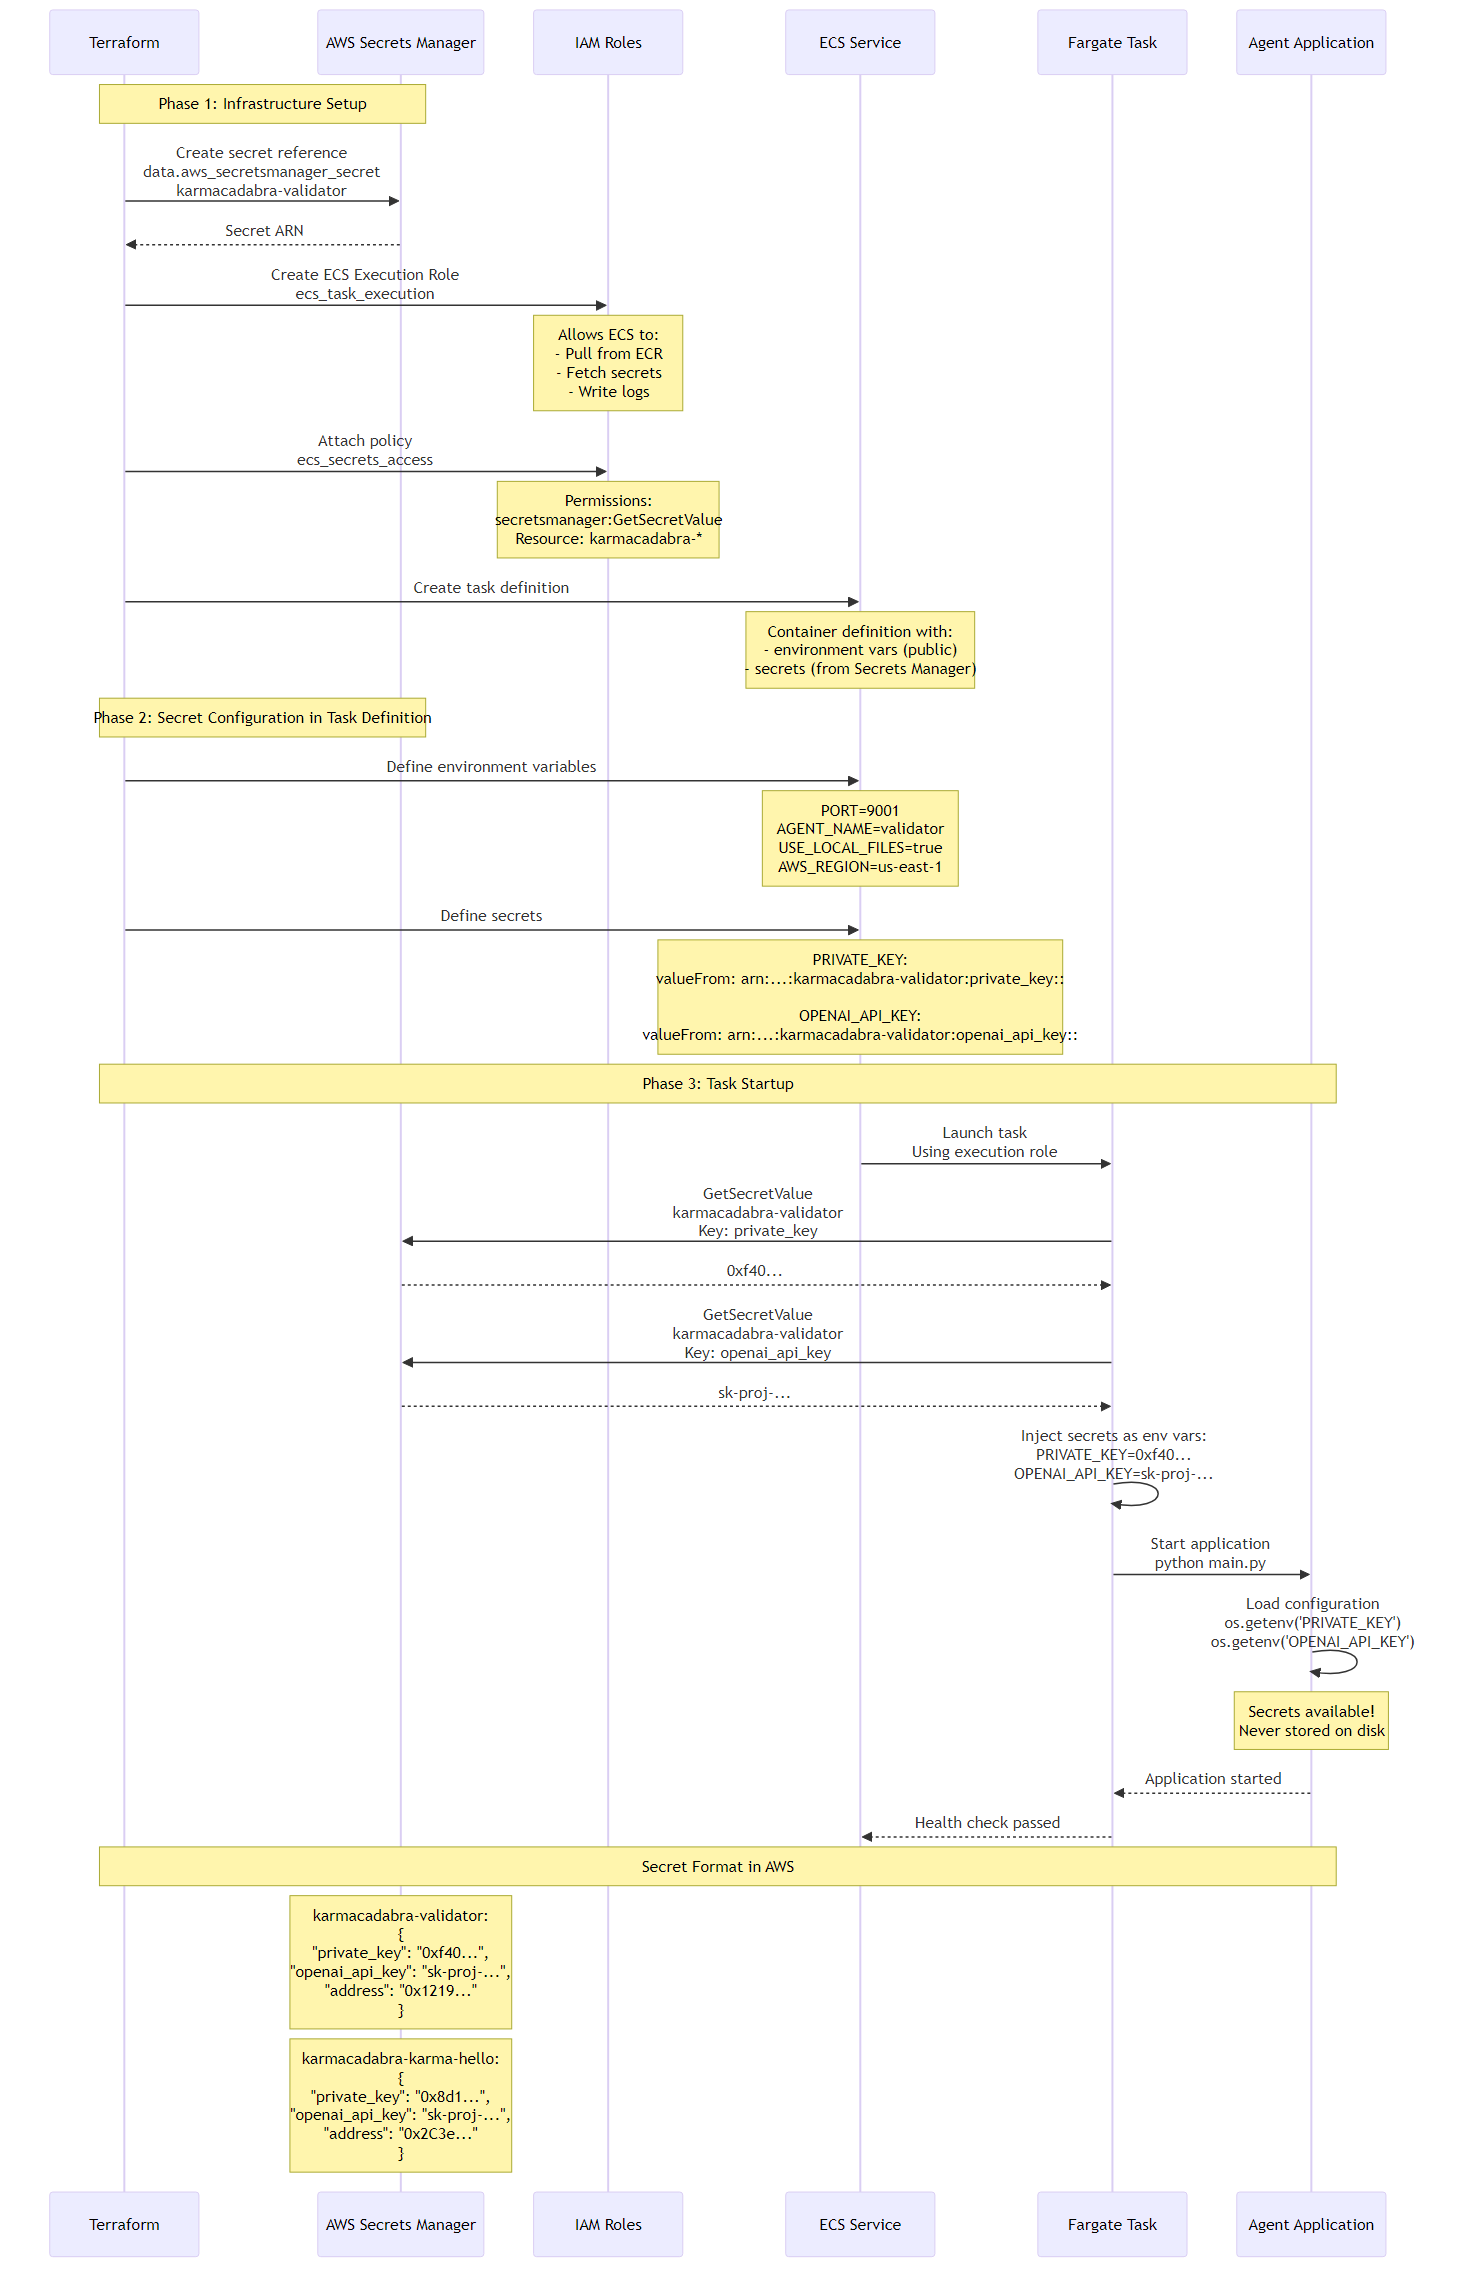 Terraform
AWS Secrets Manager
IAM Roles
ECS Service
Fargate Task
Agent Application
Phase 1: Infrastructure Setup
Create secret reference
data.aws_secretsmanager_secret
karmacadabra-validator
Secret ARN
Create ECS Execution Role
ecs_task_execution
Allows ECS to:
- Pull from ECR
- Fetch secrets
- Write logs
Attach policy
ecs_secrets_access
Permissions:
secretsmanager:GetSecretValue
Resource: karmacadabra-*
Create task definition
Container definition with:
- environment vars (public)
- secrets (from Secrets Manager)
Phase 2: Secret Configuration in Task Definition
Define environment variables
PORT=9001
AGENT_NAME=validator
USE_LOCAL_FILES=true
AWS_REGION=us-east-1
Define secrets
PRIVATE_KEY:
valueFrom: arn:...:karmacadabra-validator:private_key::
OPENAI_API_KEY:
valueFrom: arn:...:karmacadabra-validator:openai_api_key::
Phase 3: Task Startup
Launch task
Using execution role
GetSecretValue
karmacadabra-validator
Key: private_key
0xf40...
GetSecretValue
karmacadabra-validator
Key: openai_api_key
sk-proj-...
Inject secrets as env vars:
PRIVATE_KEY=0xf40...
OPENAI_API_KEY=sk-proj-...
Start application
python main.py
Load configuration
os.getenv('PRIVATE_KEY')
os.getenv('OPENAI_API_KEY')
Secrets available!
Never stored on disk
Application started
Health check passed
Secret Format in AWS
karmacadabra-validator:
{
"private_key": "0xf40...",
"openai_api_key": "sk-proj-...",
"address": "0x1219..."
}
karmacadabra-karma-hello:
{
"private_key": "0x8d1...",
"openai_api_key": "sk-proj-...",
"address": "0x2C3e..."
}
Terraform
AWS Secrets Manager
IAM Roles
ECS Service
Fargate Task
Agent Application